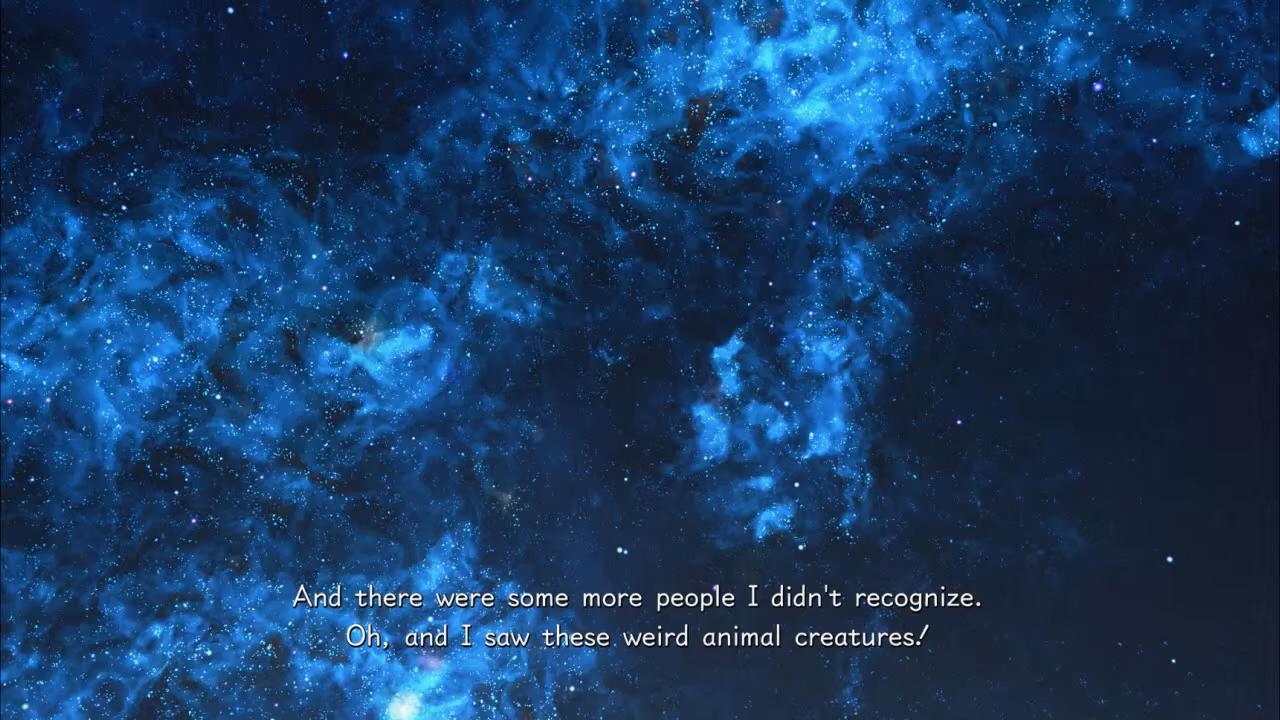 And there were some more people I didn't recognize.
Oh, and I saw these weird animal creatures!